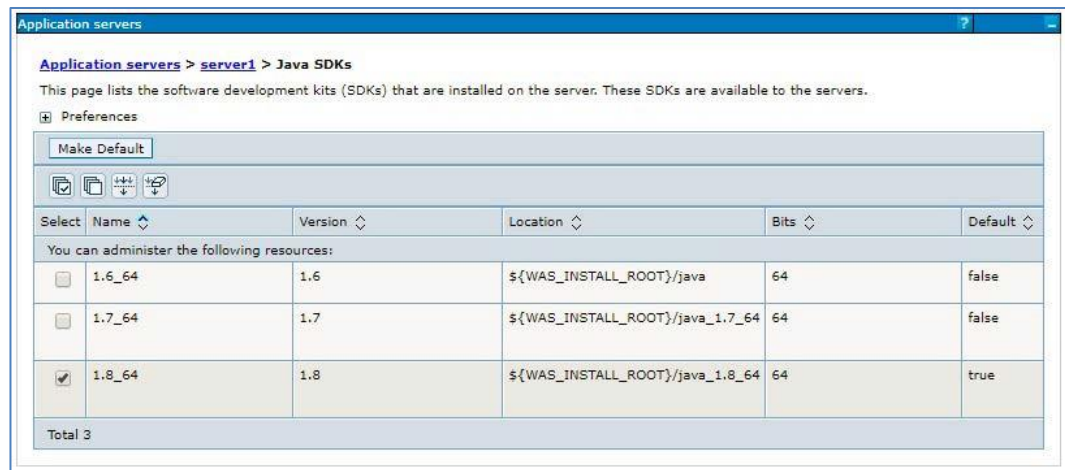 Application servers ? -
Application servers > server1 > Java SDKs
This page lists the software development kits (SDKs) that are installed on the server. These SDKs are available to the servers.
+ Preferences
Make Default
Select Name Version Location Bits Default
You can administer the following resources:
1.6_64 1.6 ${WAS_INSTALL_ROOT}/java 64 false
1.7_64 1.7 ${WAS_INSTALL_ROOT}/java_1.7_64 64 false
1.8_64 1.8 ${WAS_INSTALL_ROOT}/java_1.8_64 64 true
Total 3